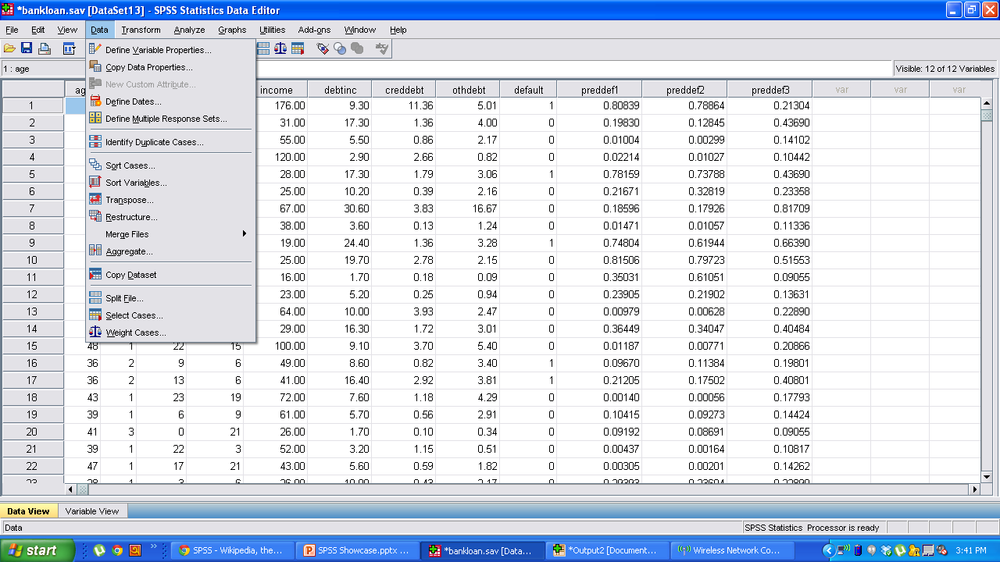 *bankloan.sav [DataSet13] - SPSS Statistics Data Editor
File Edit View Data Transform Analyze Graphs Utilities Add-ons Window Help
Define Variable Properties...
1 : age
Copy Data Properties...
Visible: 12 of 12 Variables
New Custom Attribute...
Define Dates...
Define Multiple Response Sets...
Identify Duplicate Cases...
Sort Cases...
Sort Variables...
Transpose...
Restructure...
Merge Files
Aggregate...
Copy Dataset
Split File...
Select Cases...
Weight Cases...
income debtinc creddebt othdebt default preddef1 preddef2 preddef3 var var var
1 176.00 9.30 11.36 5.01 1 0.80839 0.78864 0.21304
2 31.00 17.30 1.36 4.00 0 0.19830 0.12845 0.43690
3 55.00 5.50 0.86 2.17 0 0.01004 0.00299 0.14102
4 120.00 2.90 2.66 0.82 0 0.02214 0.01027 0.10442
5 28.00 17.30 1.79 3.06 1 0.78159 0.73788 0.43690
6 25.00 10.20 0.39 2.16 0 0.21671 0.32819 0.23358
7 67.00 30.60 3.83 16.67 0 0.18596 0.17926 0.81709
8 38.00 3.60 0.13 1.24 0 0.01471 0.01057 0.11336
9 19.00 24.40 1.36 3.28 1 0.74804 0.61944 0.66390
10 25.00 19.70 2.78 2.15 0 0.81506 0.79723 0.51553
11 16.00 1.70 0.18 0.09 0 0.35031 0.61051 0.09055
12 23.00 5.20 0.25 0.94 0 0.23905 0.21902 0.13631
13 64.00 10.00 3.93 2.47 0 0.00979 0.00628 0.22890
14 29.00 16.30 1.72 3.01 0 0.36449 0.34047 0.40484
15 48 1 22 15 100.00 9.10 3.70 5.40 0 0.01187 0.00771 0.20866
16 36 2 9 6 49.00 8.60 0.82 3.40 1 0.09670 0.11384 0.19801
17 36 2 13 6 41.00 16.40 2.92 3.81 1 0.21205 0.17502 0.40801
18 43 1 23 19 72.00 7.60 1.18 4.29 0 0.00140 0.00056 0.17793
19 39 1 6 9 61.00 5.70 0.56 2.91 0 0.10415 0.09273 0.14424
20 41 3 0 21 26.00 1.70 0.10 0.34 0 0.09192 0.08691 0.09055
21 39 1 22 3 52.00 3.20 1.15 0.51 0 0.00437 0.00164 0.10817
22 47 1 17 21 43.00 5.60 0.59 1.82 0 0.00305 0.00201 0.14262
Data View Variable View
Data
SPSS Statistics Processor is ready
start
SPSS - Wikipedia, the...
SPSS Showcase.pptx ...
*bankloan.sav [Data...
*Output2 [Document...
Wireless Network Co...
3:41 PM